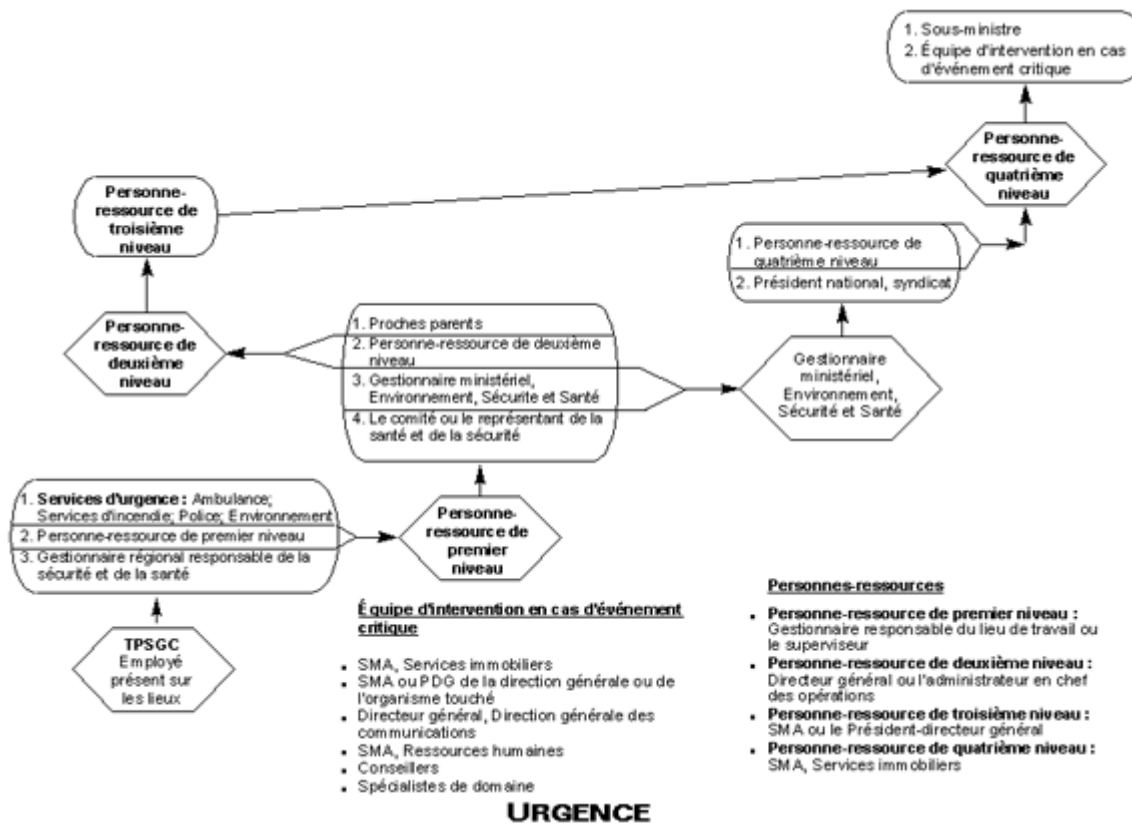 1. Sous-ministre
2. Équipe d'intervention en cas
d'événement critique
Personne-
ressource de
quatrième
niveau
Personne-
ressource de
troisième
niveau
1. Personne-ressource de
quatrième niveau
2. Président national, syndicat
Personne-
ressource de
deuxième
niveau
1. Proches parents
2. Personne-ressource de deuxième
niveau
3. Gestionnaire ministériel,
Environnement, Sécurite et Santé
4. Le comité ou le représentant de la
santé et de la sécurité
Gestionnaire
ministériel,
Environnement,
Sécurité et Santé
1. Services d'urgence : Ambulance;
Services d'incendie; Police; Environnement
2. Personne-ressource de premier niveau
3. Gestionnaire régional responsable de la
sécurité et de la santé
Personne-
ressource de
premier
niveau
TPSGC
Employé
présent sur
les lieux
Équipe d'intervention en cas d'événement
critique
• SMA, Services immobiliers
• SMA ou PDG de la direction générale ou de
l'organisme touché
• Directeur général, Direction générale des
communications
• SMA, Ressources humaines
• Conseillers
• Spécialistes de domaine
Personnes-ressources
• Personne-ressource de premier niveau :
Gestionnaire responsable du lieu de travail ou
le superviseur
• Personne-ressource de deuxième niveau :
Directeur général ou l'administrateur en chef
des opérations
• Personne-ressource de troisième niveau :
SMA ou le Président-directeur général
• Personne-ressource de quatrième niveau :
SMA, Services immobiliers
URGENCE